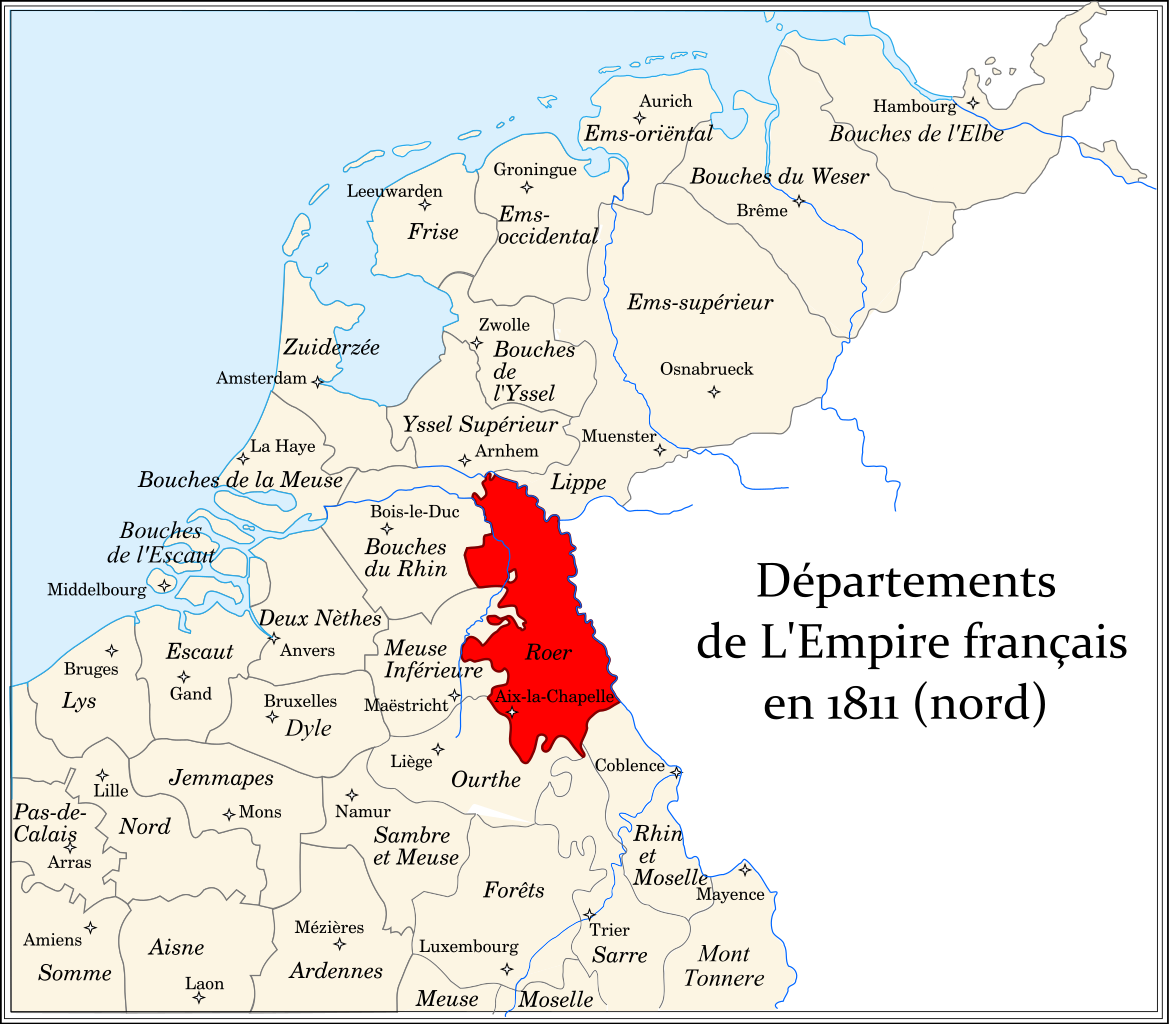 Aurich
Ems-oriëntal
Hambourg
Bouches de l'Elbe
Groningue
Leeuwarden
Bouches du Weser
Brême
Ems-
occidental
Frise
Ems-supérieur
Zwolle
Zuiderzée
Bouches
de
l'Yssel
Osnabrueck
Amsterdam
Yssel Supérieur
Muenster
La Haye
Arnhem
Bouches de la Meuse
Lippe
Bois-le-Duc
Bouches
de l'Escaut
Bouches
du Rhin
Middelbourg
Départements
de L'Empire français
en 1811 (nord)
Deux Nèthes
Anvers
Escaut
Meuse
Inférieure
Roer
Bruges
Gand
Lys
Bruxelles
Dyle
Maëstricht
Aix-la-Chapelle
Liège
Coblence
Jemmapes
Ourthe
Lille
Pas-de-
Calais
Nord
Mons
Namur
Sambre
et Meuse
Rhin
et
Moselle
Arras
Forêts
Mayence
Mézières
Trier
Amiens
Aisne
Luxembourg
Sarre
Mont
Tonnere
Somme
Ardennes
Laon
Meuse
Moselle